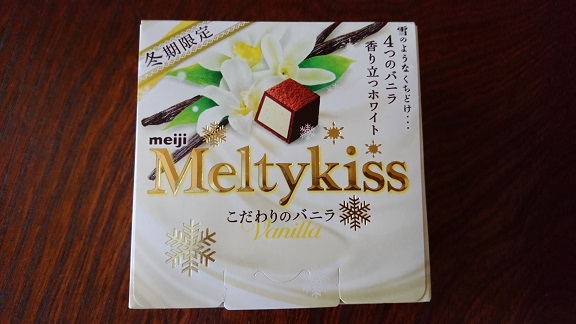 冬期限定
雪のようなくちどけ…
4つのバニラ
香り立つホワイト
meiji
Meltykiss
こだわりのバニラ
Vanilla